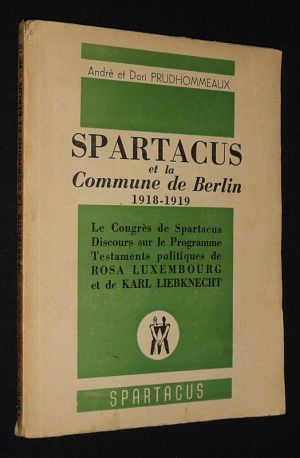 André et Dori PRUDHOMMEAUX
SPARTACUS
et la
Commune de Berlin
1918-1919
Le Congrès de Spartacus
Discours sur le Programme
Testaments politiques de
ROSA LUXEMBOURG
et de KARL LIEBKNECHT
SPARTACUS